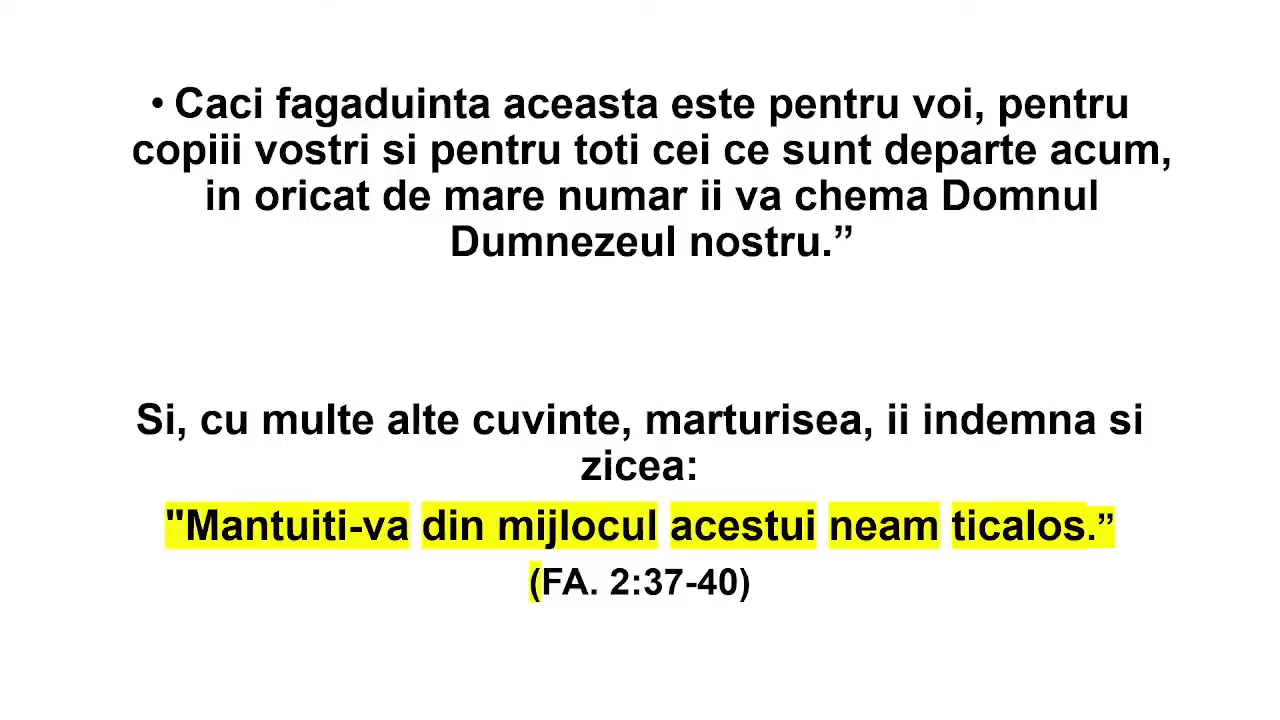 • Caci fagaduinta aceasta este pentru voi, pentru
copiii vostri si pentru toti cei ce sunt departe acum,
in oricat de mare numar ii va chema Domnul
Dumnezeul nostru.”
Si, cu multe alte cuvinte, marturisea, ii indemna si
zicea:
"Mantuiti-va din mijlocul acestui neam ticalos.”
(FA. 2:37-40)